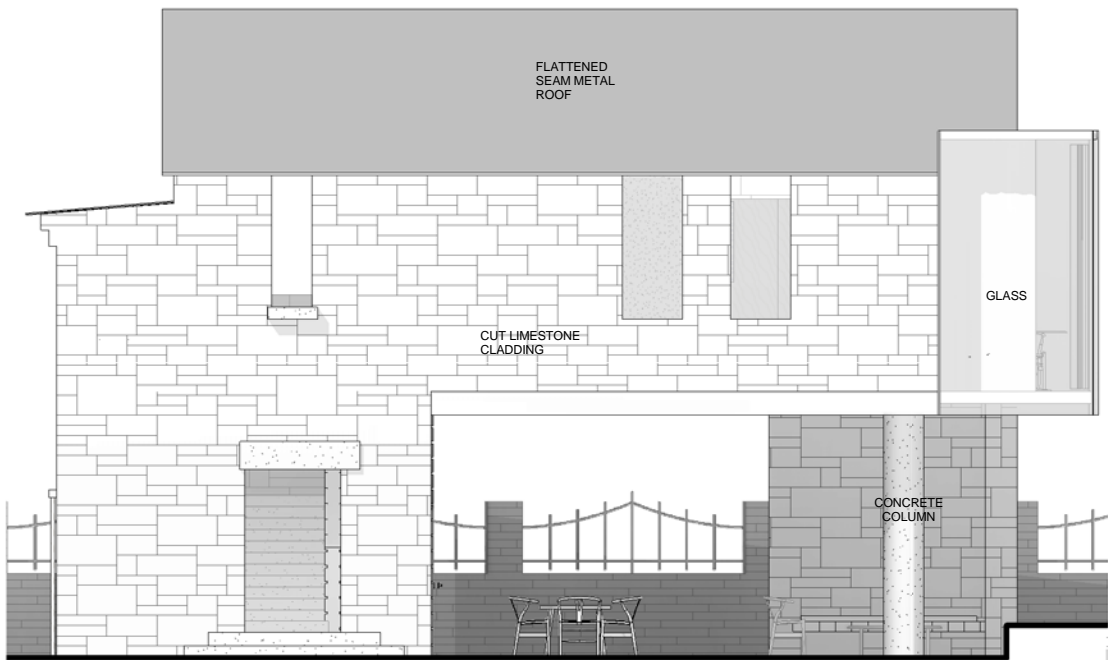 FLATTENED
SEAM METAL
ROOF
GLASS
CUT LIMESTONE
CLADDING
CONCRETE
COLUMN